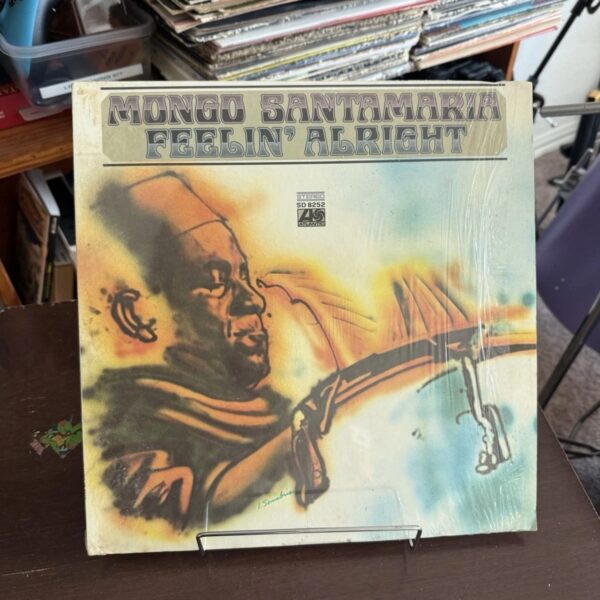 MONGO SANTAMARIA
FEELIN' ALRIGHT
STEREO
SD 8252
ATLANTIC